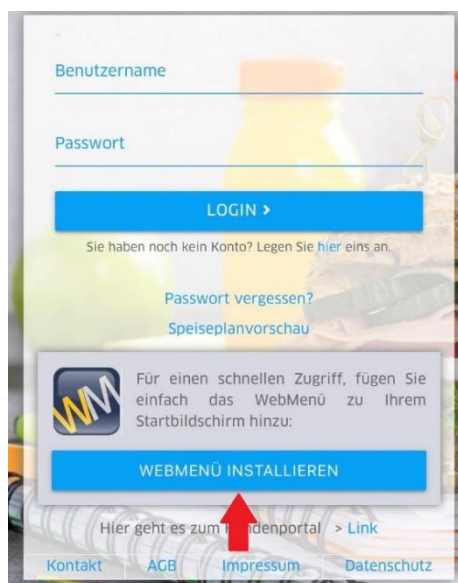 Benutzername
Passwort
LOGIN >
Sie haben noch kein Konto? Legen Sie hier eins an.
Passwort vergessen?
Speiseplanvorschau
WM
Für einen schnellen Zugriff, fügen Sie
einfach das WebMenü zu Ihrem
Startbildschirm hinzu:
WEBMENÜ INSTALLIEREN
Hier geht es zum denportal > Link
Kontakt AGB Impressum Datenschutz